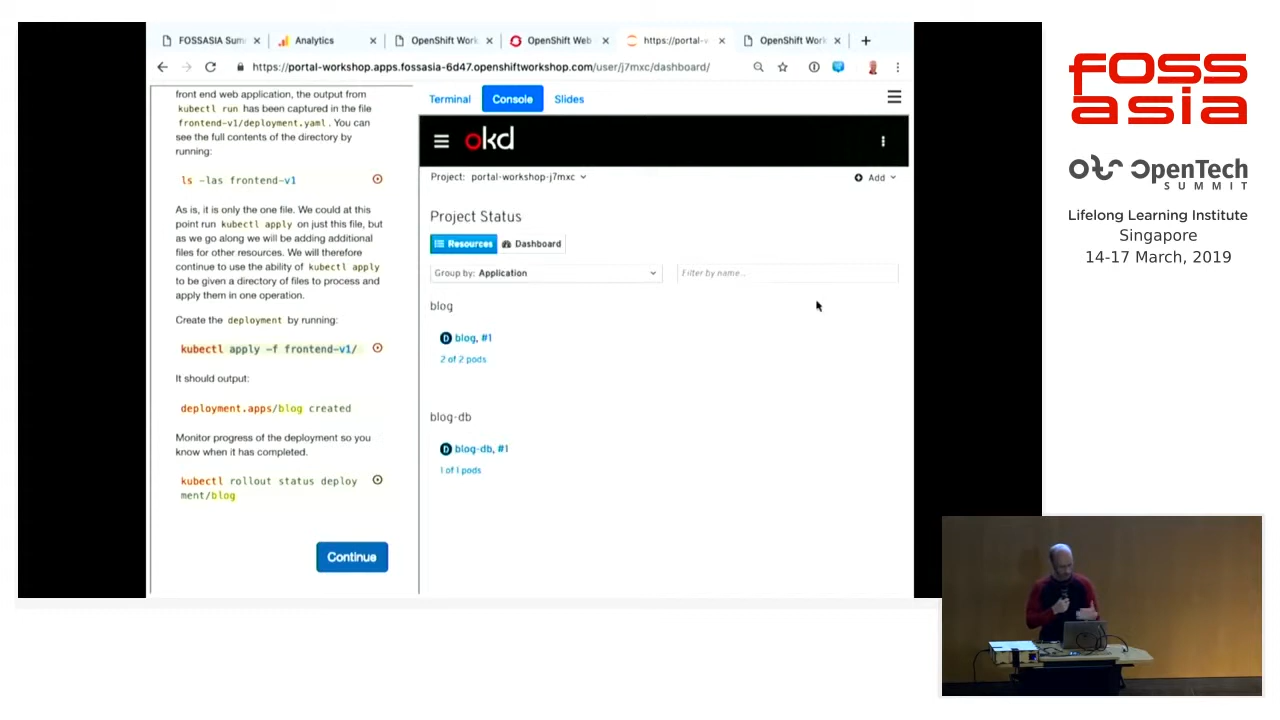 FOSSASIA Sum
Analytics
OpenShift Work
OpenShift Web
https://portal-v
OpenShift Work
https://portal-workshop.apps.fossasia-6d47.openshiftworkshop.com/user/j7mxc/dashboard/
front end web application, the output from
kubectl run has been captured in the file
frontend-v1/deployment.yaml. You can
see the full contents of the directory by
running:
ls -las frontend-v1
As is, it is only the one file. We could at this
point run kubectl apply on just this file, but
as we go along we will be adding additional
files for other resources. We will therefore
continue to use the ability of kubectl apply
to be given a directory of files to process and
apply them in one operation.
Create the deployment by running:
kubectl apply -f frontend-v1/
It should output:
deployment.apps/blog created
Monitor progress of the deployment so you
know when it has completed.
kubectl rollout status deploy
ment/blog
Continue
Terminal
Console
Slides
okd
Project: portal-workshop-j7mxc
Add
Project Status
Resources
Dashboard
Group by: Application
Filter by name...
blog
D blog, #1
2 of 2 pods
blog-db
D blog-db, #1
1 of 1 pods
FOSS
asia
OpenTech
SUMMIT
Lifelong Learning Institute
Singapore
14-17 March, 2019